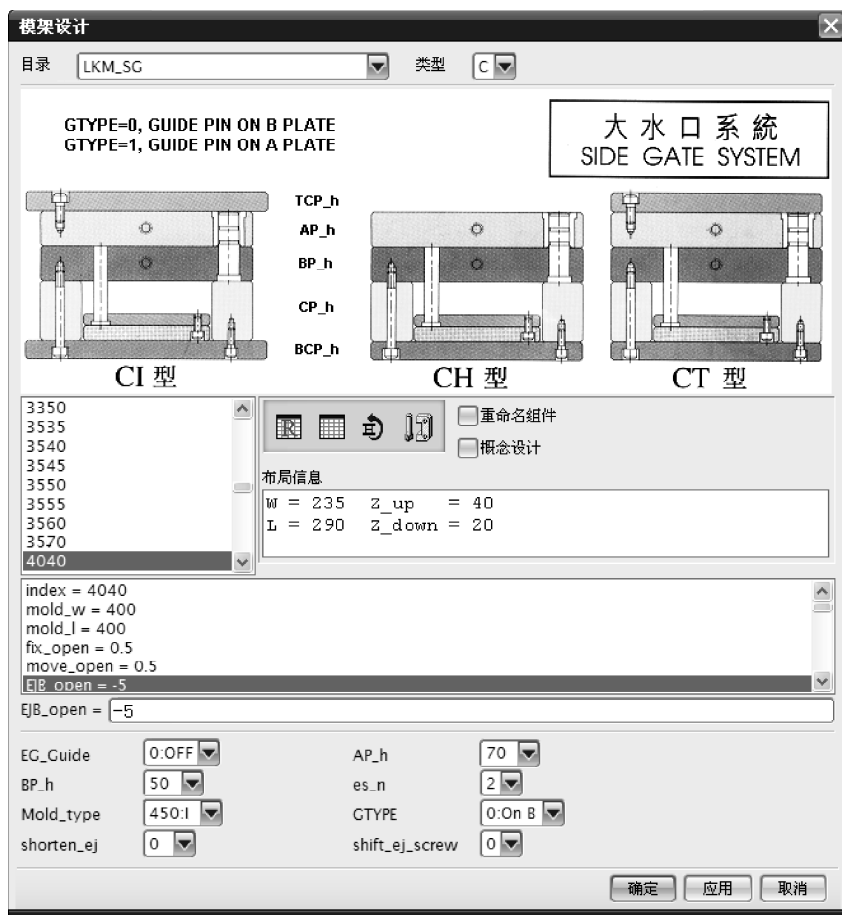 模架设计
目录 LKM_SG 类型 C
GTYPE=0, GUIDE PIN ON B PLATE
GTYPE=1, GUIDE PIN ON A PLATE
大水口系統
SIDE GATE SYSTEM
TCP_h
AP_h
BP_h
CP_h
BCP_h
CI 型 CH 型 CT 型
3350
3535
3540
3545
3550
3555
3560
3570
4040
R
重命名组件
概念设计
布局信息
W = 235 Z_up = 40
L = 290 Z_down = 20
index = 4040
mold_w = 400
mold_l = 400
fix_open = 0.5
move_open = 0.5
EJB_open = -5
EJB_open = -5
EG_Guide 0:OFF AP_h 70
BP_h 50 es_n 2
Mold_type 450:I GTYPE 0:On B
shorten_ej 0 shift_ej_screw 0
确定 应用 取消